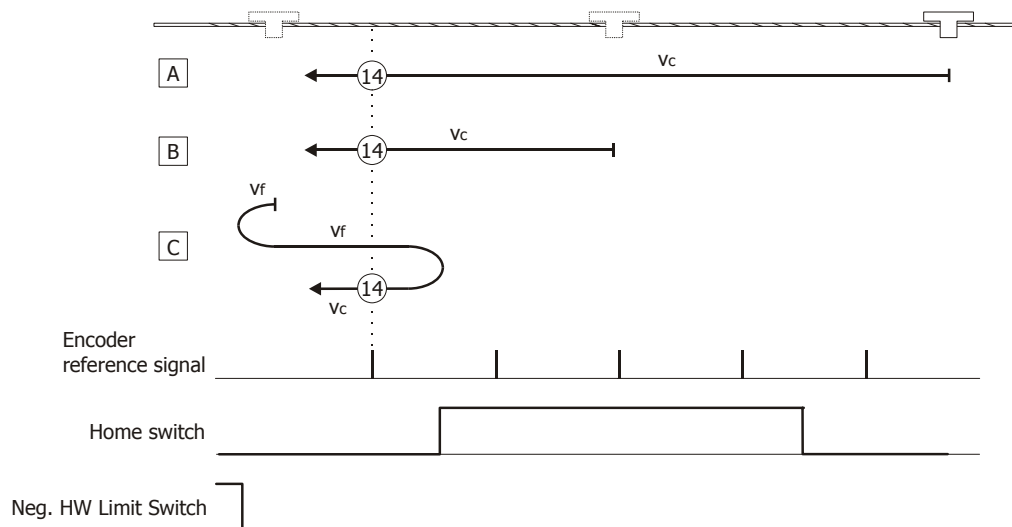 A
14
vc
B
14
vc
vf
C
vf
14
vc
Encoder
reference signal
Home switch
Neg. HW Limit Switch